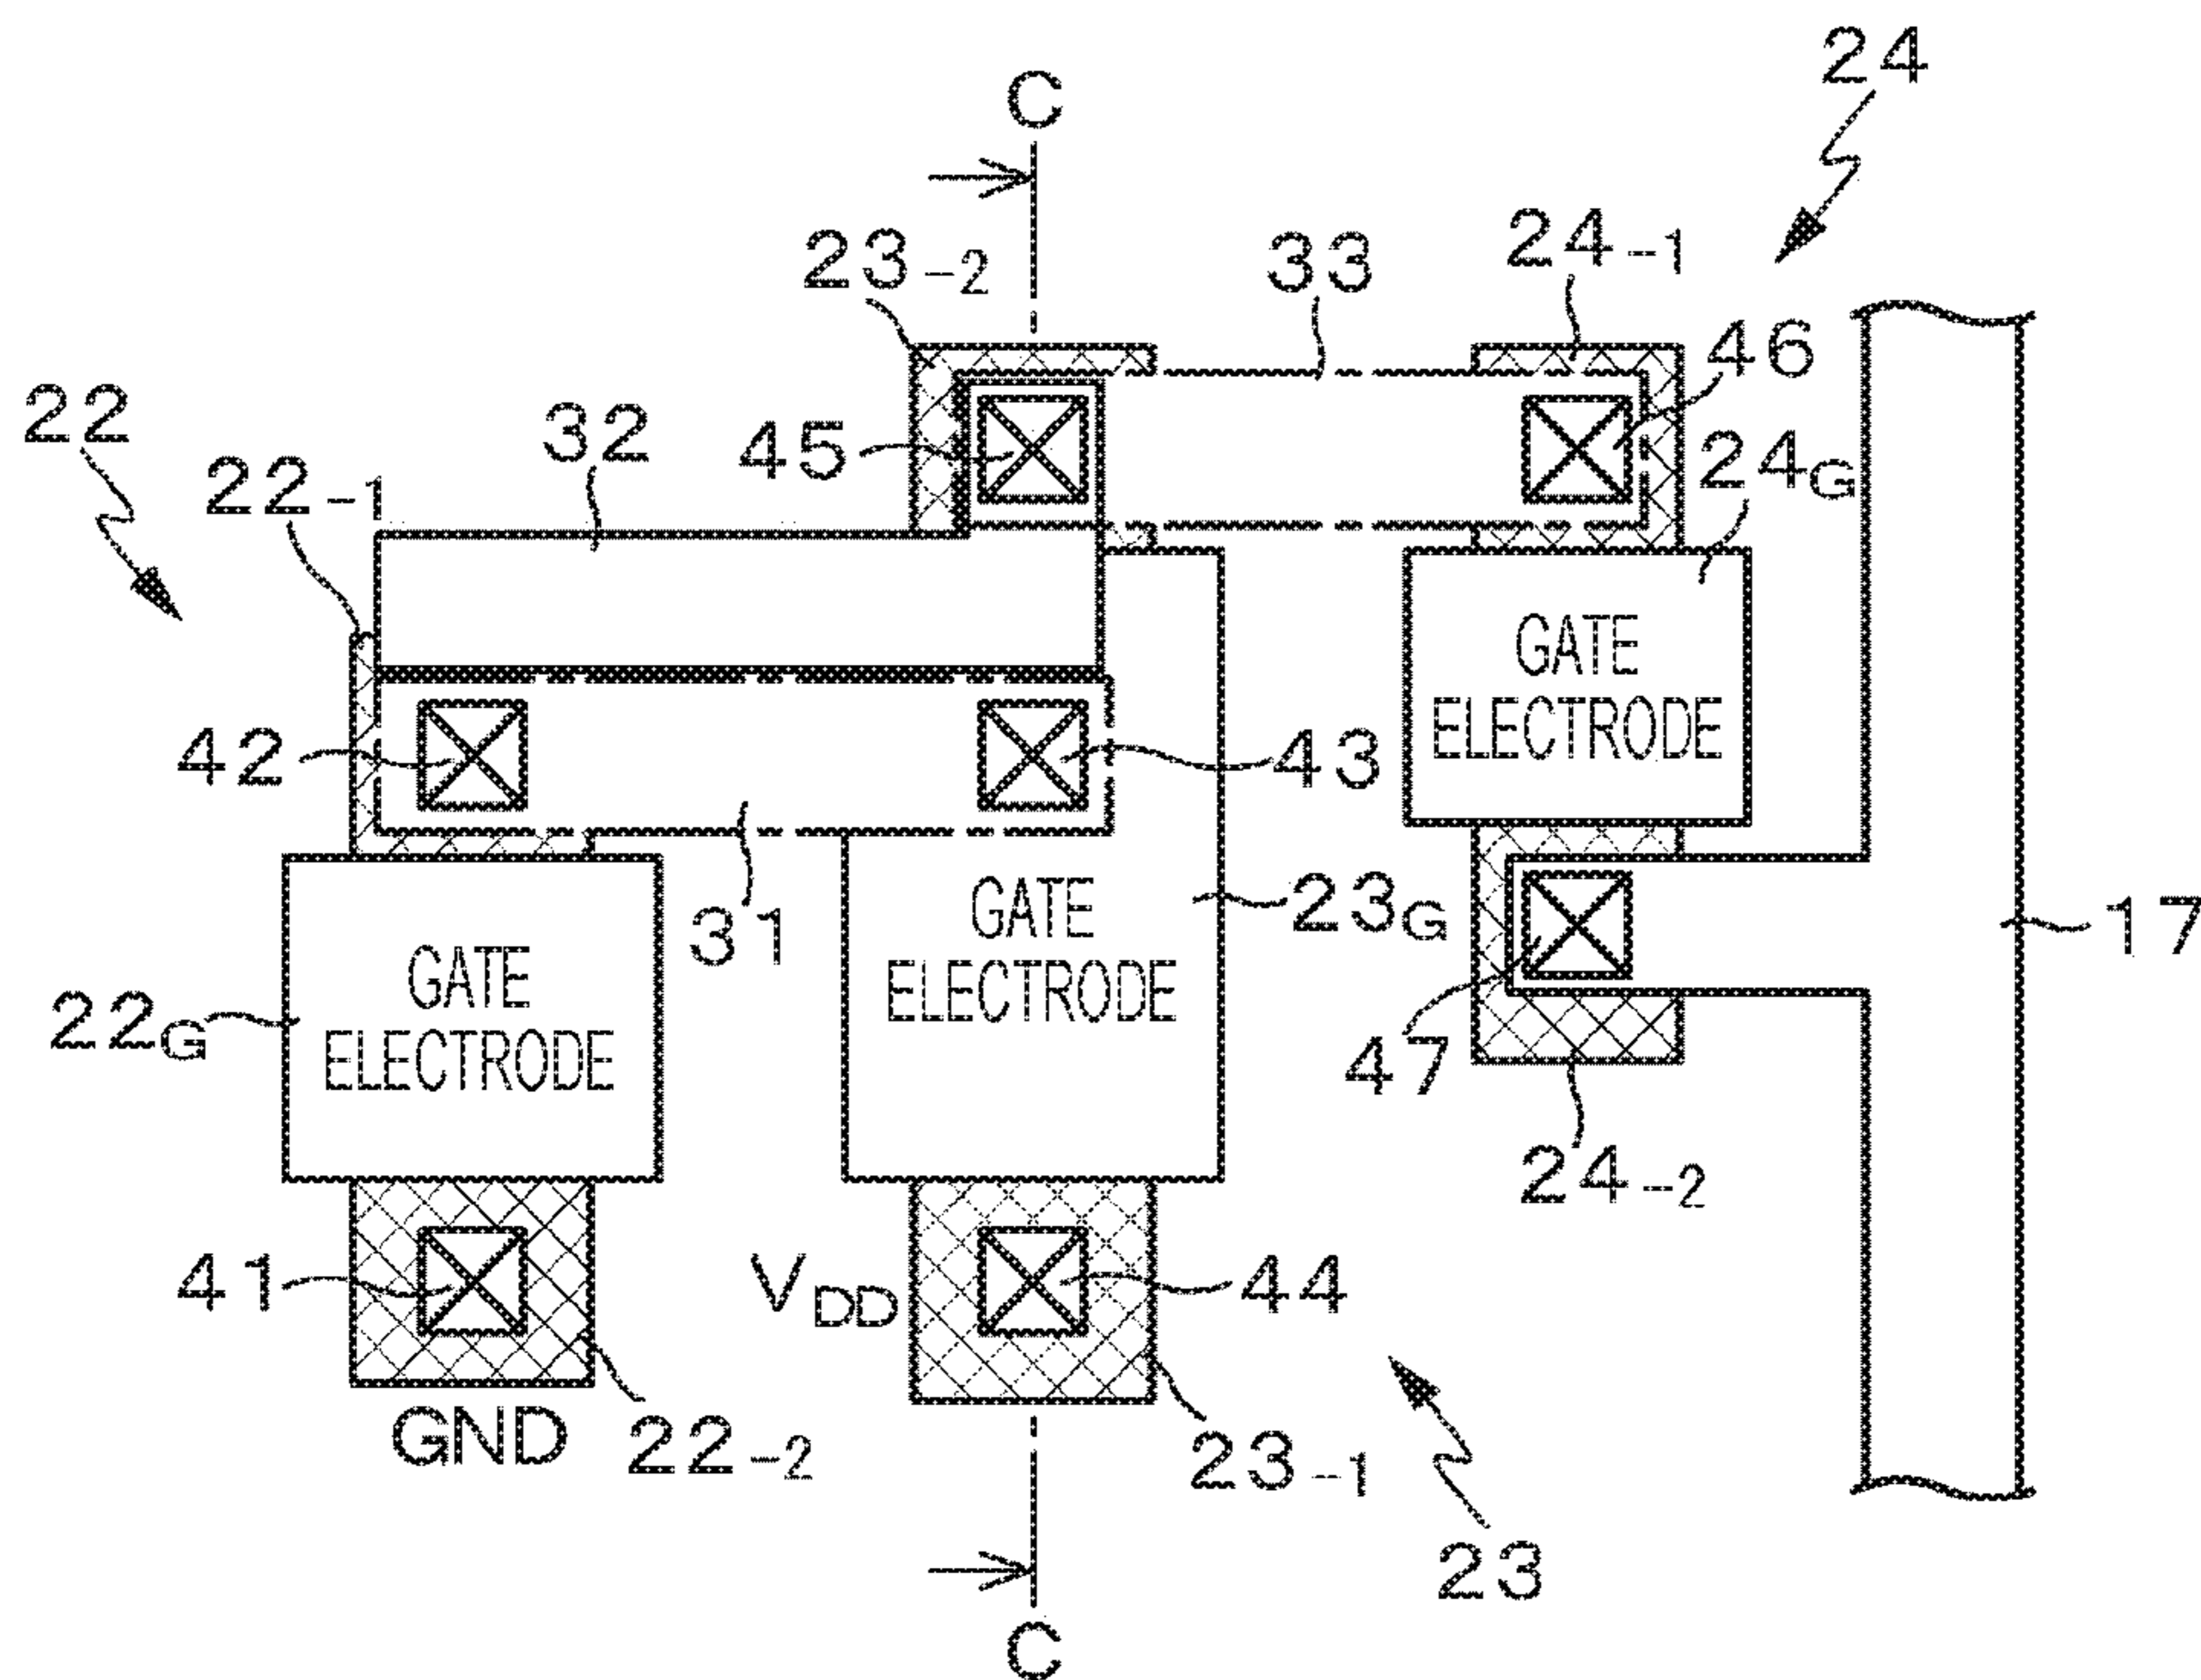 24
C
23-2
24-1
33
46
22
32
45
24G
22-1
GATE
ELECTRODE
42
43
31
GATE
ELECTRODE
23G
17
GATE
ELECTRODE
22G
47
24-2
41
VDD
44
GND
22-2
23-1
23
C